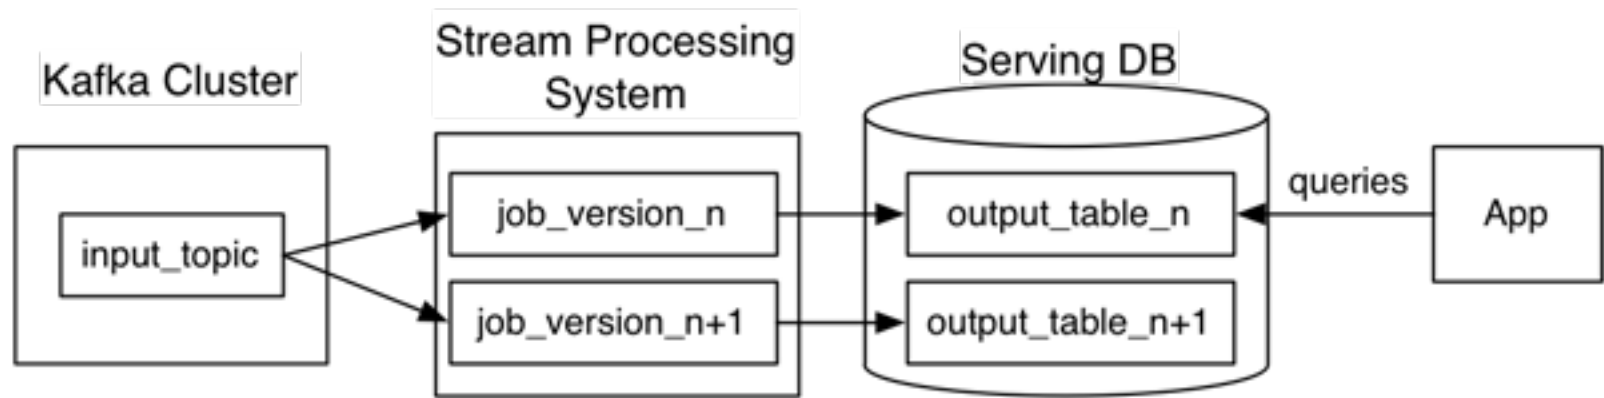 Kafka Cluster
Stream Processing
System
Serving DB
input_topic
job_version_n
job_version_n+1
output_table_n
output_table_n+1
queries
App